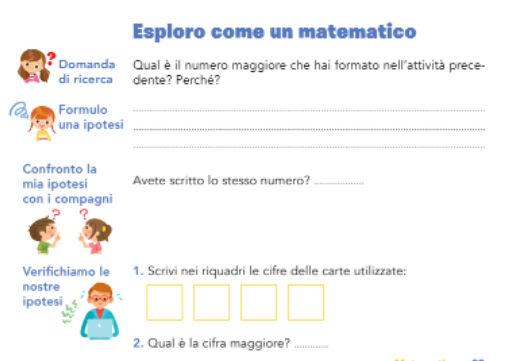 Esploro come un matematico
Domanda
di ricerca
Qual è il numero maggiore che hai formato nell'attività prece-
dente? Perché?
Formulo
una ipotesi
Confronto la
mia ipotesi
con i compagni
Avete scritto lo stesso numero? ................
Verifichiamo le
nostre
ipotesi
1. Scrivi nei riquadri le cifre delle carte utilizzate:
2. Qual è la cifra maggiore? ...........